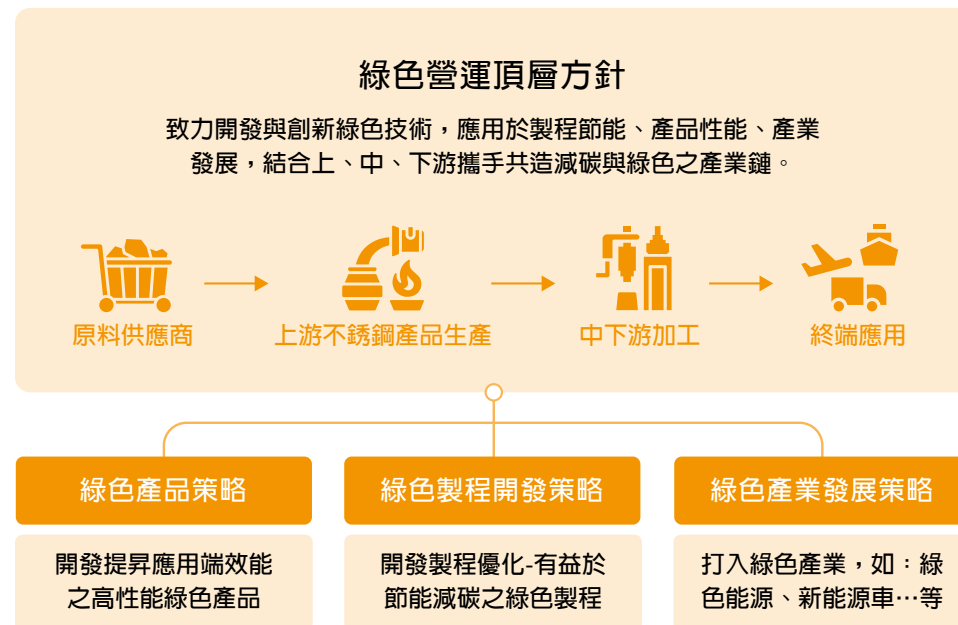 綠色營運頂層方針
致力開發與創新綠色技術，應用於製程節能、產品性能、產業
發展，結合上、中、下游攜手共造減碳與綠色之產業鏈。
原料供應商
上游不銹鋼產品生產
中下游加工
終端應用
綠色產品策略
開發提昇應用端效能
之高性能綠色產品
綠色製程開發策略
開發製程優化-有益於
節能減碳之綠色製程
綠色產業發展策略
打入綠色產業，如：綠
色能源、新能源車…等